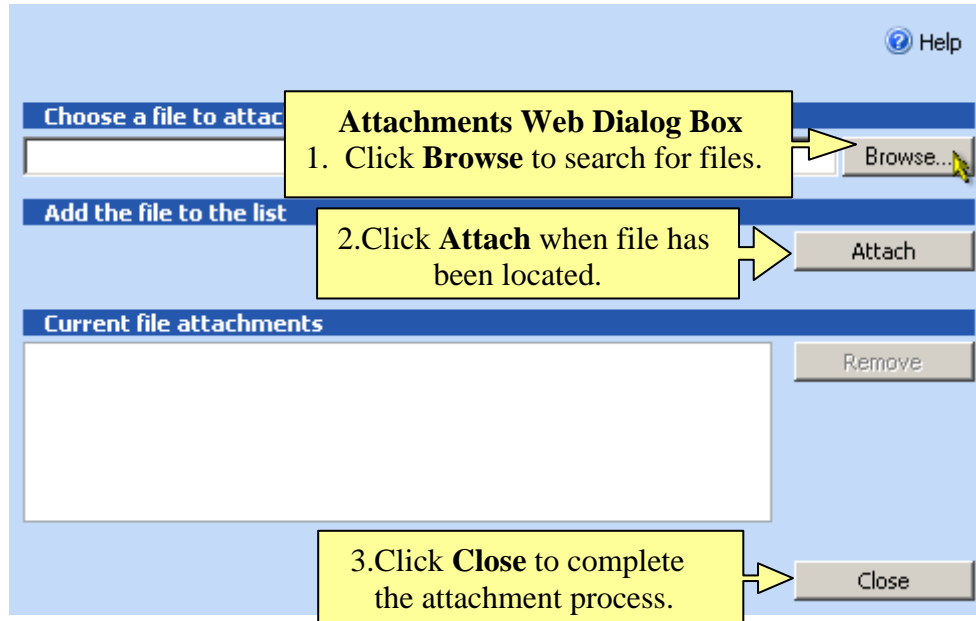 Help
Choose a file to attac
Attachments Web Dialog Box
1. Click Browse to search for files.
Browse...
Add the file to the list
2.Click Attach when file has
been located.
Attach
Current file attachments
Remove
3.Click Close to complete
the attachment process.
Close